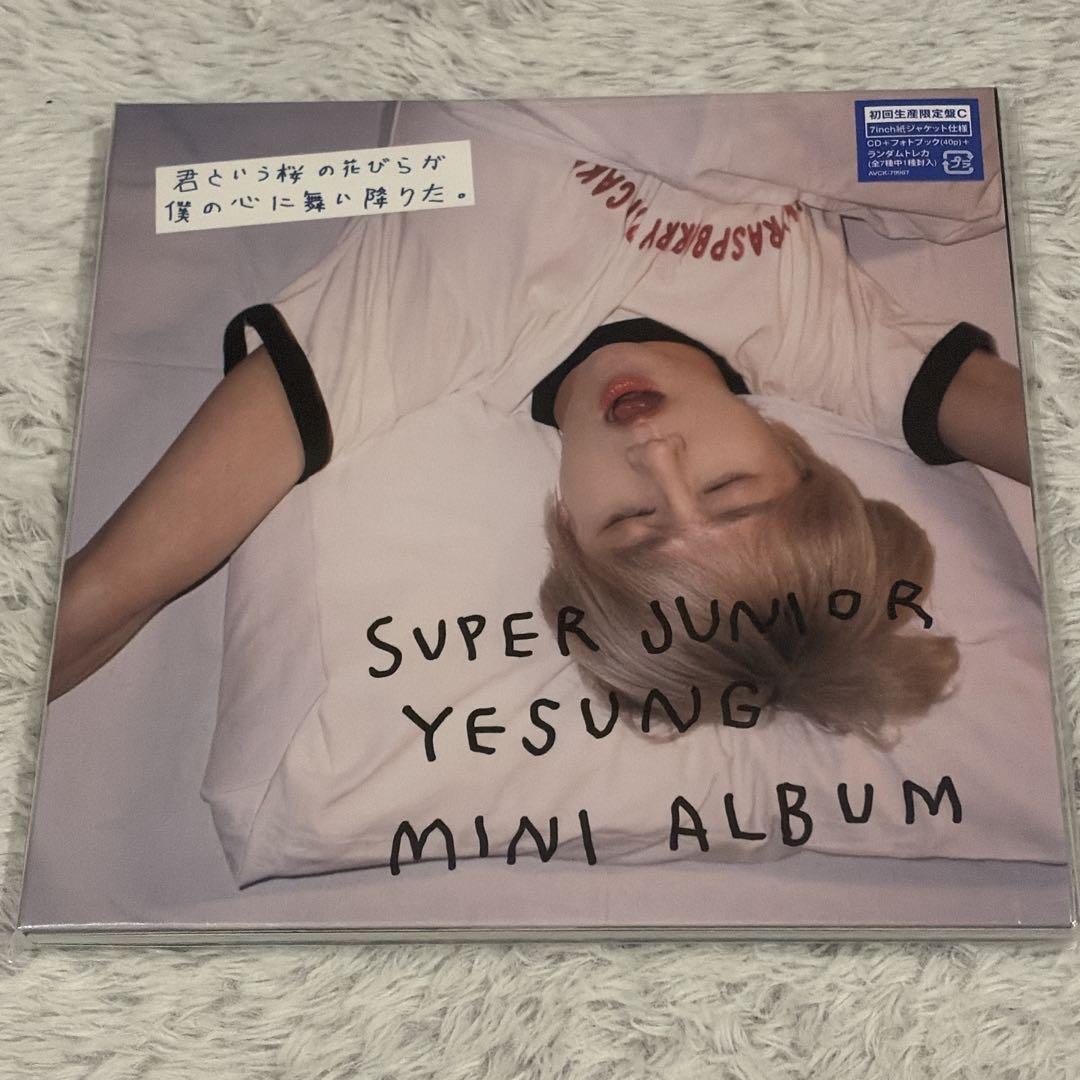 君という桜の花びらが
僕の心に舞い降りた。
初回生産限定盤C
7inch紙ジャケット仕様
CD+フォトブック(40p)+
ランダムトレカ
(全7種中1種封入)
プラ
RASPBERRY
SUPER JUNIOR
YESUNG
MINI ALBUM